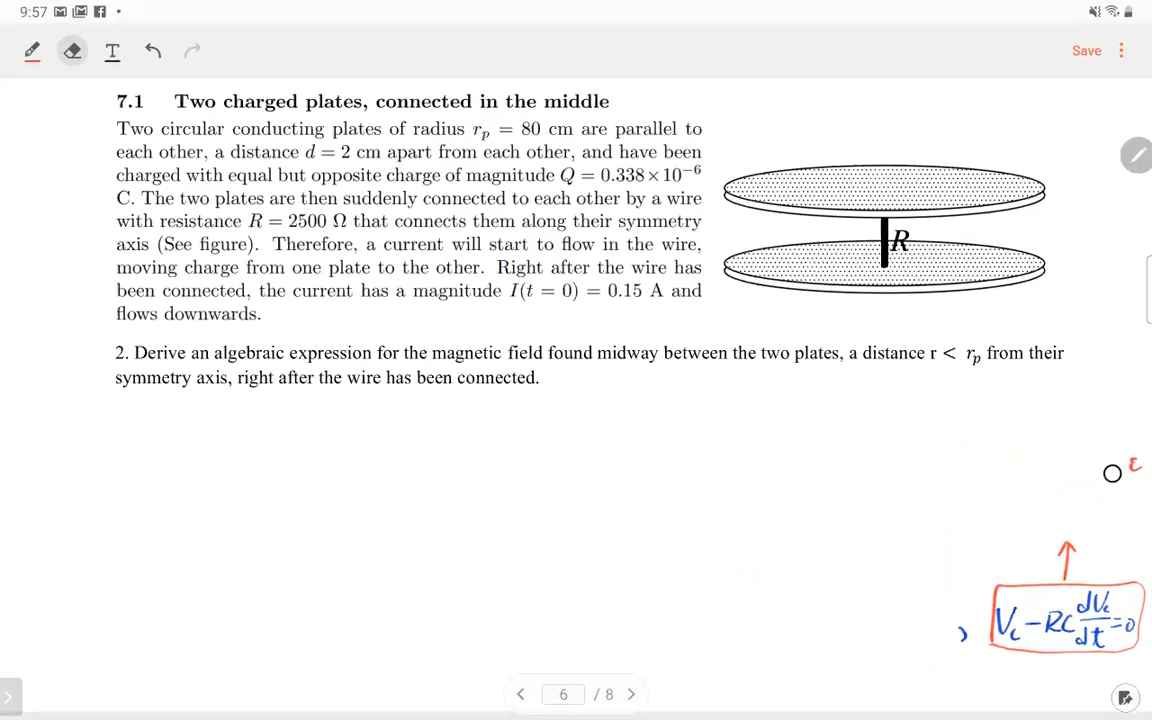 9:57
Save
7.1 Two charged plates, connected in the middle
Two circular conducting plates of radius r_p = 80 cm are parallel to
each other, a distance d = 2 cm apart from each other, and have been
charged with equal but opposite charge of magnitude Q = 0.338×10⁻⁶
C. The two plates are then suddenly connected to each other by a wire
with resistance R = 2500 Ω that connects them along their symmetry
axis (See figure). Therefore, a current will start to flow in the wire,
moving charge from one plate to the other. Right after the wire has
been connected, the current has a magnitude I(t = 0) = 0.15 A and
flows downwards.
R
2. Derive an algebraic expression for the magnetic field found midway between the two plates, a distance r < r_p from their
symmetry axis, right after the wire has been connected.
V_c − RC dV_c/dt = 0
6 / 8